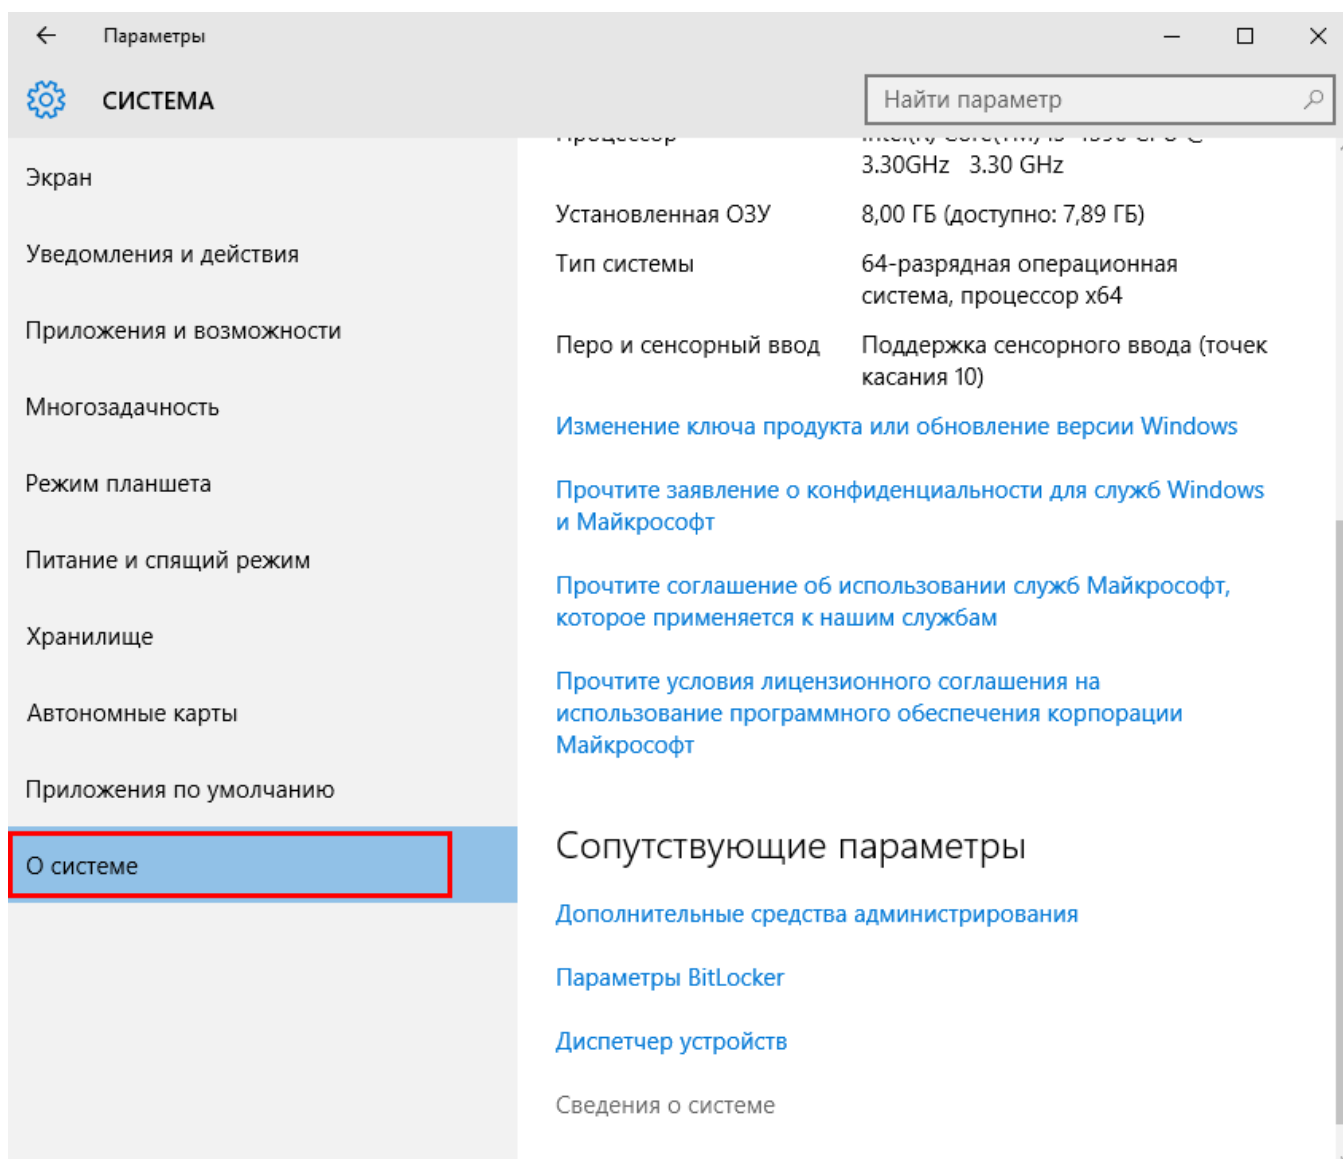 Параметры
СИСТЕМА
Найти параметр
Экран
Уведомления и действия
Приложения и возможности
Многозадачность
Режим планшета
Питание и спящий режим
Хранилище
Автономные карты
Приложения по умолчанию
О системе
Процессор
3.30GHz 3.30 GHz
Установленная ОЗУ 8,00 ГБ (доступно: 7,89 ГБ)
Тип системы 64-разрядная операционная
система, процессор x64
Перо и сенсорный ввод Поддержка сенсорного ввода (точек
касания 10)
Изменение ключа продукта или обновление версии Windows
Прочтите заявление о конфиденциальности для служб Windows
и Майкрософт
Прочтите соглашение об использовании служб Майкрософт,
которое применяется к нашим службам
Прочтите условия лицензионного соглашения на
использование программного обеспечения корпорации
Майкрософт
Сопутствующие параметры
Дополнительные средства администрирования
Параметры BitLocker
Диспетчер устройств
Сведения о системе